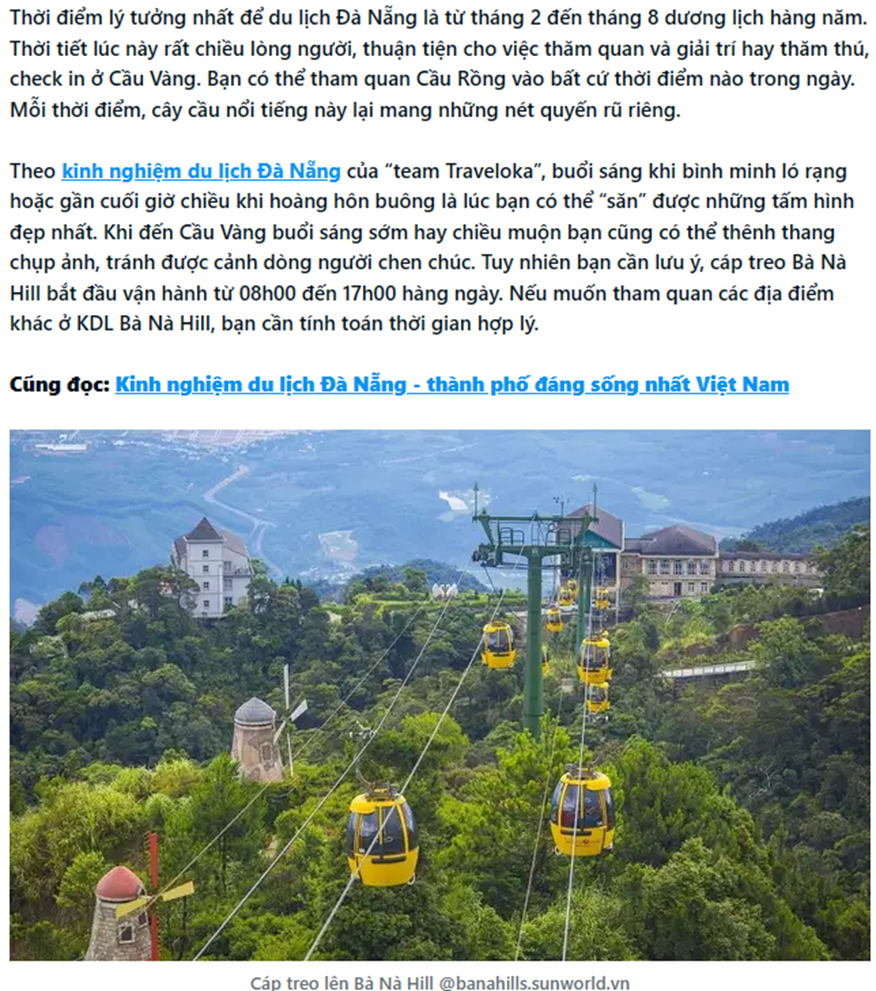 Thời điểm lý tưởng nhất để du lịch Đà Nẵng là từ tháng 2 đến tháng 8 dương lịch hàng năm.
Thời tiết lúc này rất chiều lòng người, thuận tiện cho việc thăm quan và giải trí hay thăm thú,
check in ở Cầu Vàng. Bạn có thể tham quan Cầu Rồng vào bất cứ thời điểm nào trong ngày.
Mỗi thời điểm, cây cầu nổi tiếng này lại mang những nét quyến rũ riêng.
Theo kinh nghiệm du lịch Đà Nẵng của “team Traveloka”, buổi sáng khi bình minh ló rạng
hoặc gần cuối giờ chiều khi hoàng hôn buông là lúc bạn có thể “săn” được những tấm hình
đẹp nhất. Khi đến Cầu Vàng buổi sáng sớm hay chiều muộn bạn cũng có thể thênh thang
chụp ảnh, tránh được cảnh dòng người chen chúc. Tuy nhiên bạn cần lưu ý, cáp treo Bà Nà
Hill bắt đầu vận hành từ 08h00 đến 17h00 hàng ngày. Nếu muốn tham quan các địa điểm
khác ở KDL Bà Nà Hill, bạn cần tính toán thời gian hợp lý.
Cũng đọc: Kinh nghiệm du lịch Đà Nẵng - thành phố đáng sống nhất Việt Nam
Cáp treo lên Bà Nà Hill @banahills.sunworld.vn